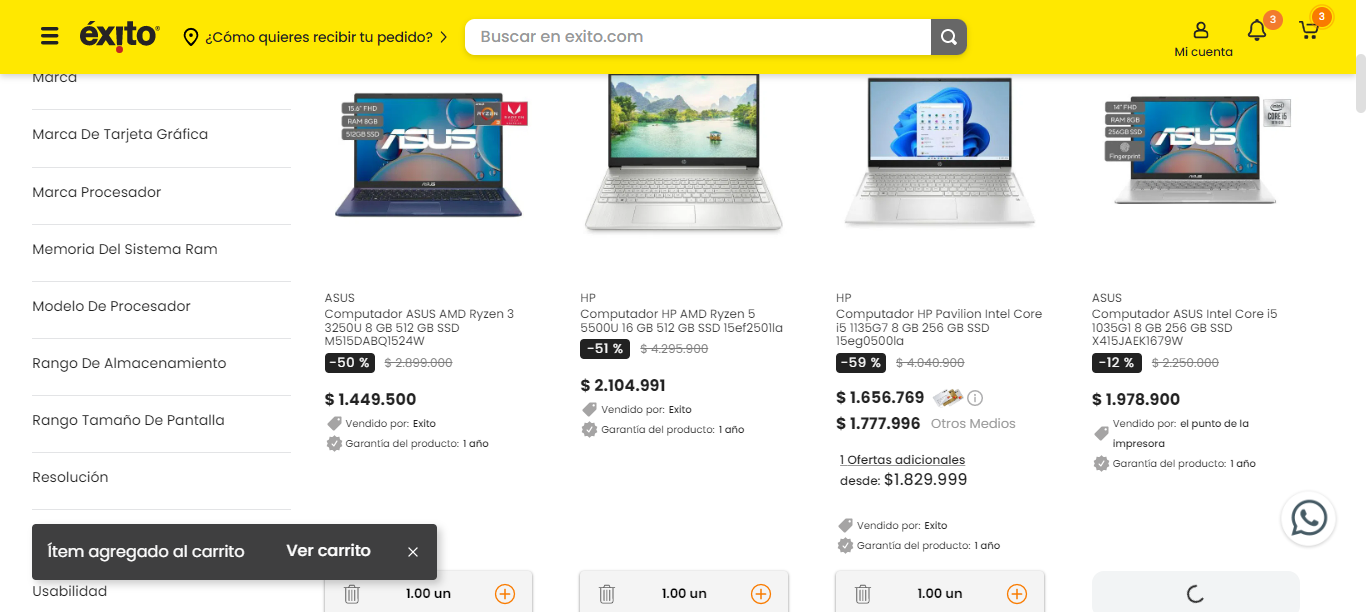 éxito
¿Cómo quieres recibir tu pedido?
Buscar en exito.com
Mi cuenta
3
3
Marca
Marca De Tarjeta Gráfica
Marca Procesador
Memoria Del Sistema Ram
Modelo De Procesador
Rango De Almacenamiento
Rango Tamaño De Pantalla
Resolución
Usabilidad
15.6" FHD
RAM 8GB
512GB SSD
RYZEN
3
RADEON
ASUS
ASUS
Computador ASUS AMD Ryzen 3
3250U 8 GB 512 GB SSD
M515DABQ1524W
-50 % $ 2.899.000
$ 1.449.500
Vendido por: Exito
Garantía del producto: 1 año
1.00 un
HP
Computador HP AMD Ryzen 5
5500U 16 GB 512 GB SSD 15ef2501la
-51 % $ 4.295.900
$ 2.104.991
Vendido por: Exito
Garantía del producto: 1 año
1.00 un
HP
Computador HP Pavilion Intel Core
i5 1135G7 8 GB 256 GB SSD
15eg0500la
-59 % $ 4.040.900
$ 1.656.769
$ 1.777.996 Otros Medios
1 Ofertas adicionales
desde: $1.829.999
Vendido por: Exito
Garantía del producto: 1 año
1.00 un
14" FHD
RAM 8GB
256GB SSD
Fingerprint
intel
CORE i5
ASUS
ASUS
Computador ASUS Intel Core i5
1035G1 8 GB 256 GB SSD
X415JAEK1679W
-12 % $ 2.250.000
$ 1.978.900
Vendido por: el punto de la
impresora
Garantía del producto: 1 año
Ítem agregado al carrito Ver carrito